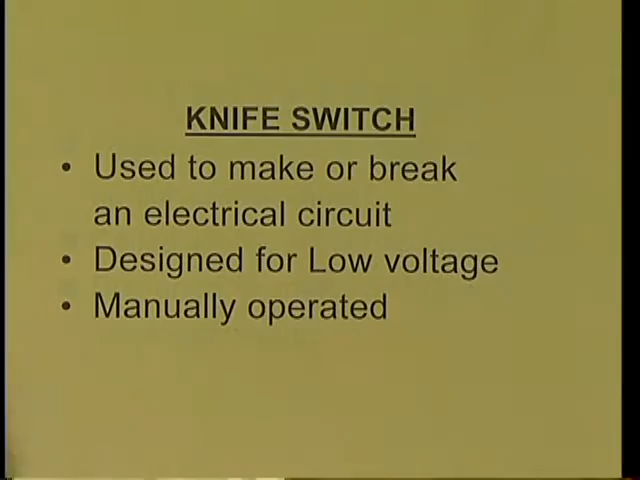 KNIFE SWITCH
• Used to make or break
an electrical circuit
• Designed for Low voltage
• Manually operated